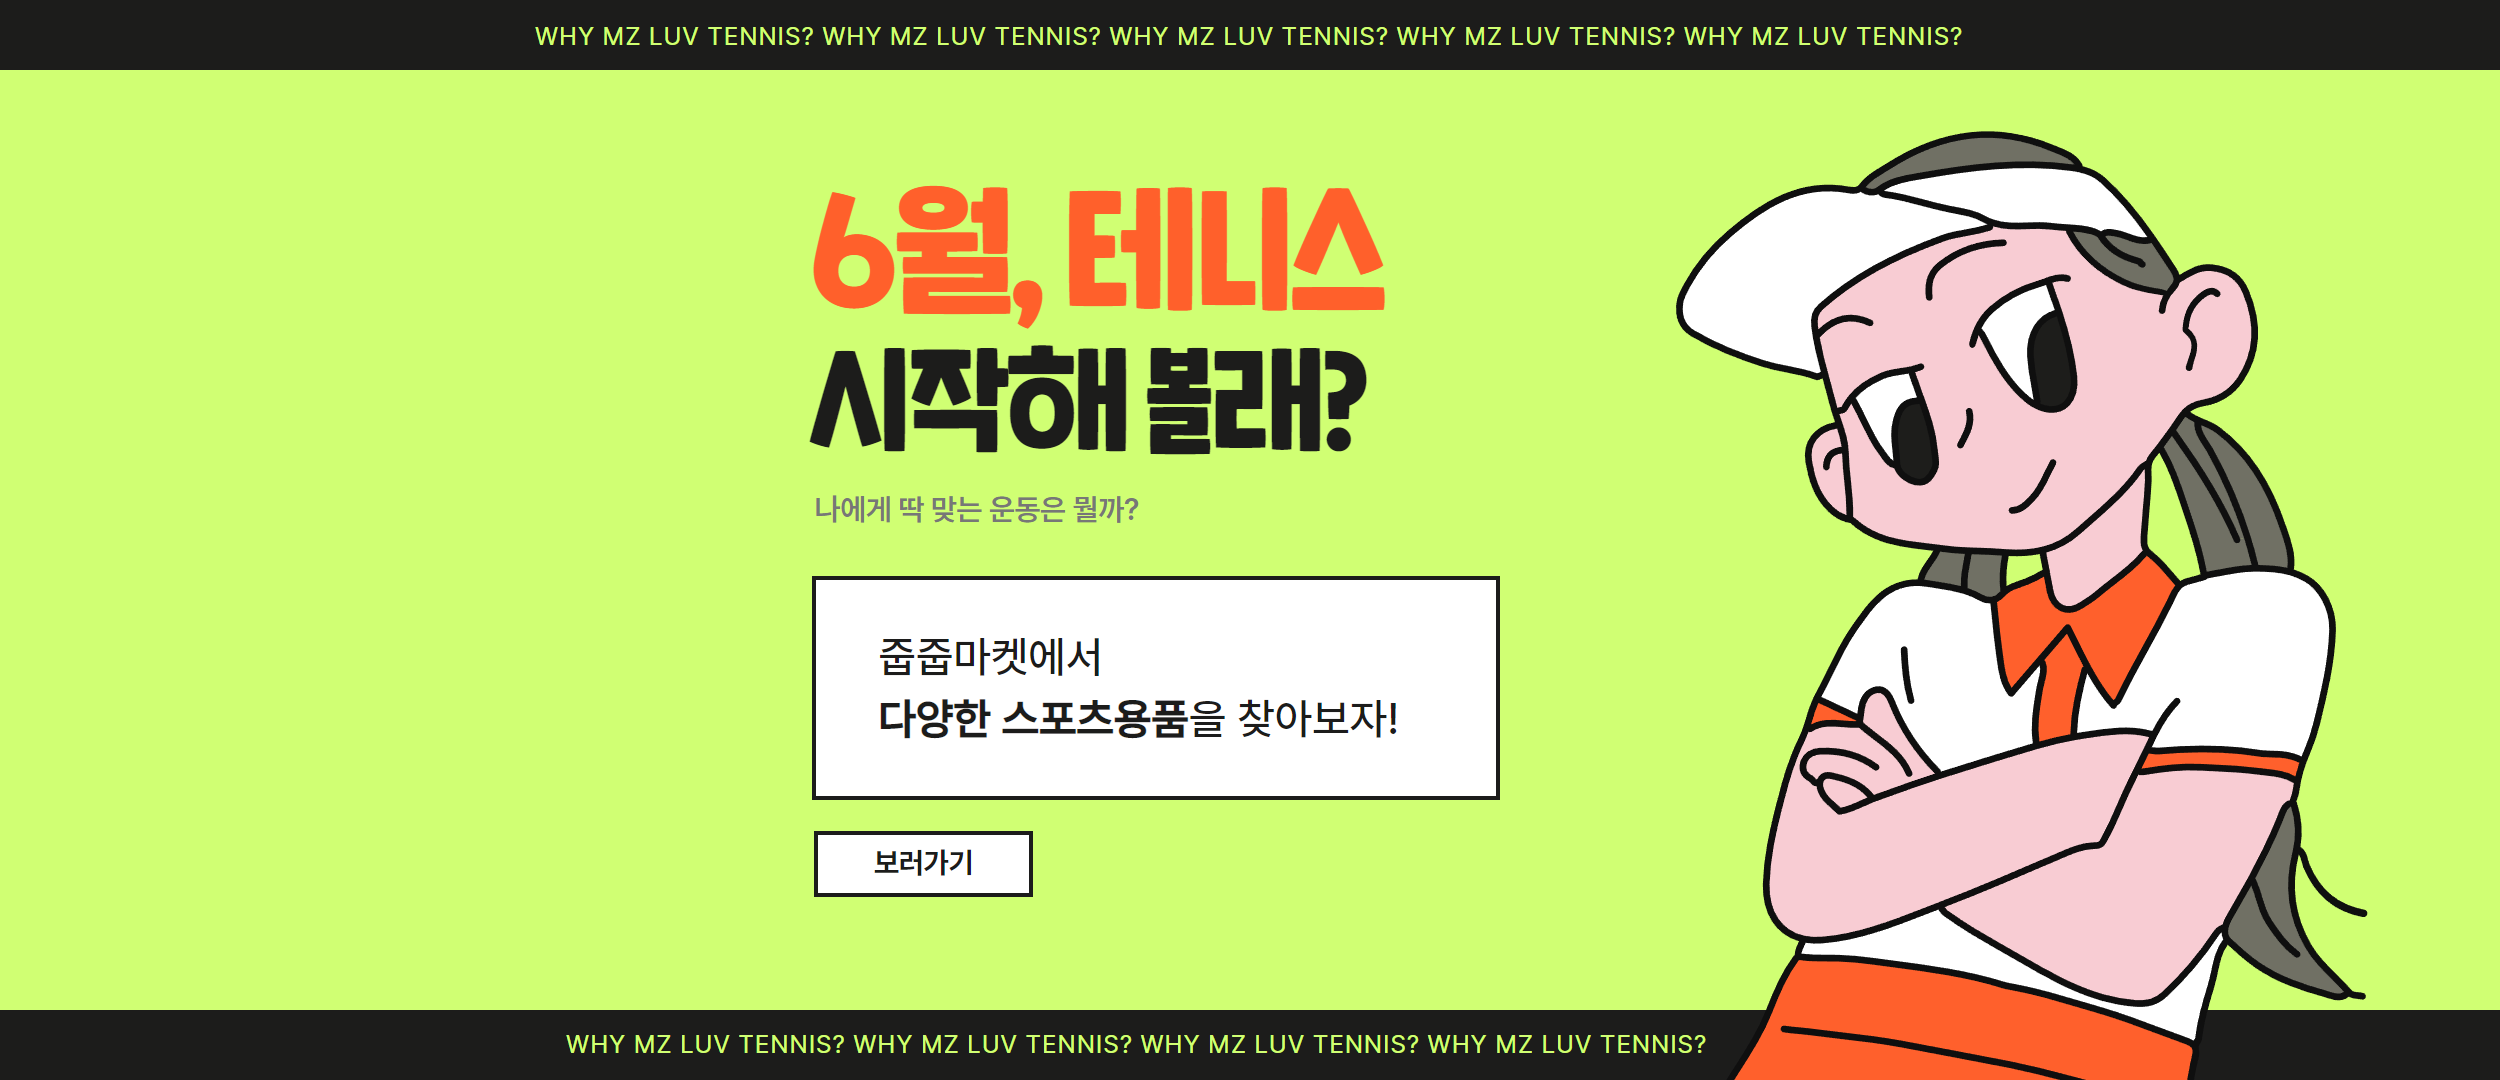 WHY MZ LUV TENNIS? WHY MZ LUV TENNIS? WHY MZ LUV TENNIS? WHY MZ LUV TENNIS? WHY MZ LUV TENNIS?
6월, 테니스
시작해 볼래?
나에게 딱 맞는 운동은 뭘까?
줍줍마켓에서
다양한 스포츠용품을 찾아보자!
보러가기
WHY MZ LUV TENNIS? WHY MZ LUV TENNIS? WHY MZ LUV TENNIS? WHY MZ LUV TENNIS?